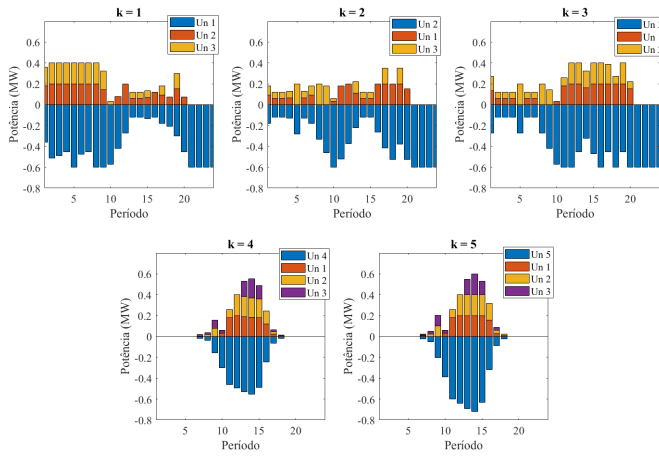 k = 1
Un 1
Un 2
Un 3
Potência (MW)
0.6
0.4
0.2
0
-0.2
-0.4
-0.6
-0.8
5
10
15
20
Período
k = 2
Un 2
Un 1
Un 3
Potência (MW)
0.6
0.4
0.2
0
-0.2
-0.4
-0.6
-0.8
5
10
15
20
Período
k = 3
Un
Un
Un
Potência (MW)
0.6
0.4
0.2
0
-0.2
-0.4
-0.6
-0.8
5
10
15
20
Período
k = 4
Un 4
Un 1
Un 2
Un 3
Potência (MW)
0.6
0.4
0.2
0
-0.2
-0.4
-0.6
-0.8
5
10
15
20
Período
k = 5
Un 5
Un 1
Un 2
Un 3
Potência (MW)
0.6
0.4
0.2
0
-0.2
-0.4
-0.6
-0.8
5
10
15
20
Período